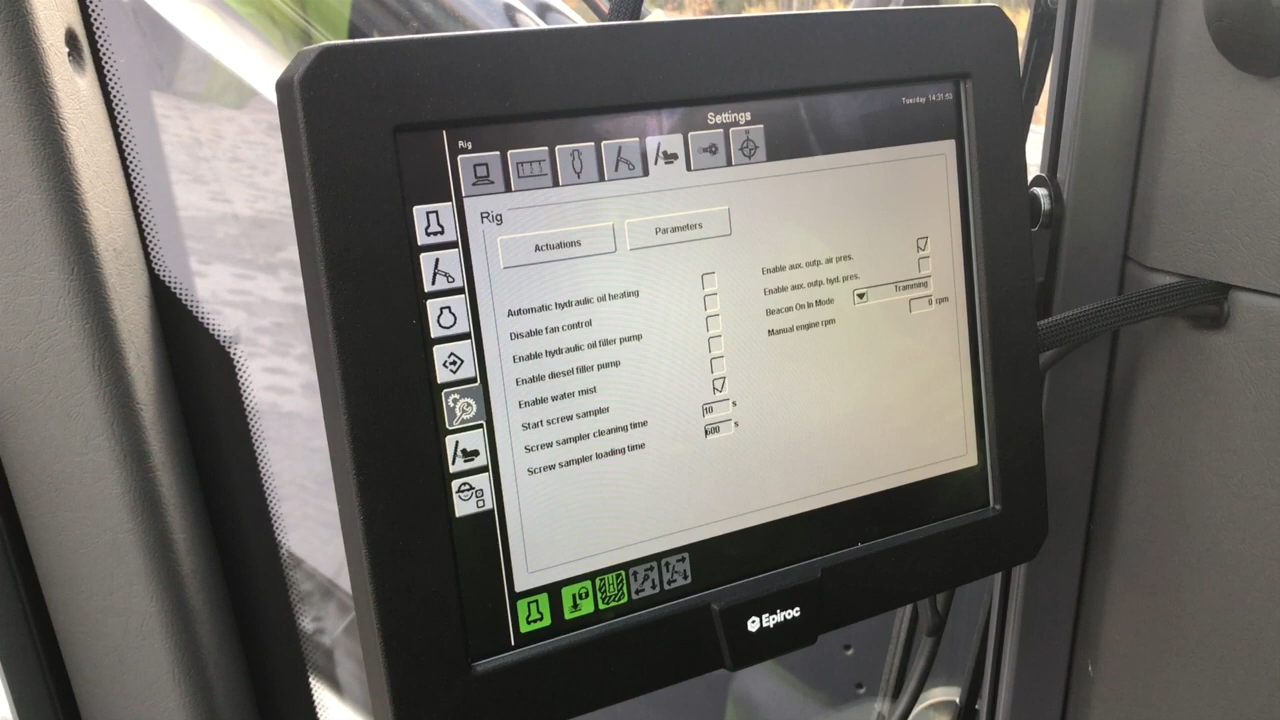 Settings
Tuesday 14:31:53
Rig
1 2 3
N
Rig
Actuations
Parameters
Automatic hydraulic oil heating
Disable fan control
Enable hydraulic oil filler pump
Enable diesel filler pump
Enable water mist
Start screw sampler
Screw sampler cleaning time 10 s
Screw sampler loading time 600 s
Enable aux. outp. air pres.
Enable aux. outp. hyd. pres.
Beacon On In Mode Tramming
Manual engine rpm 0 rpm
Epiroc